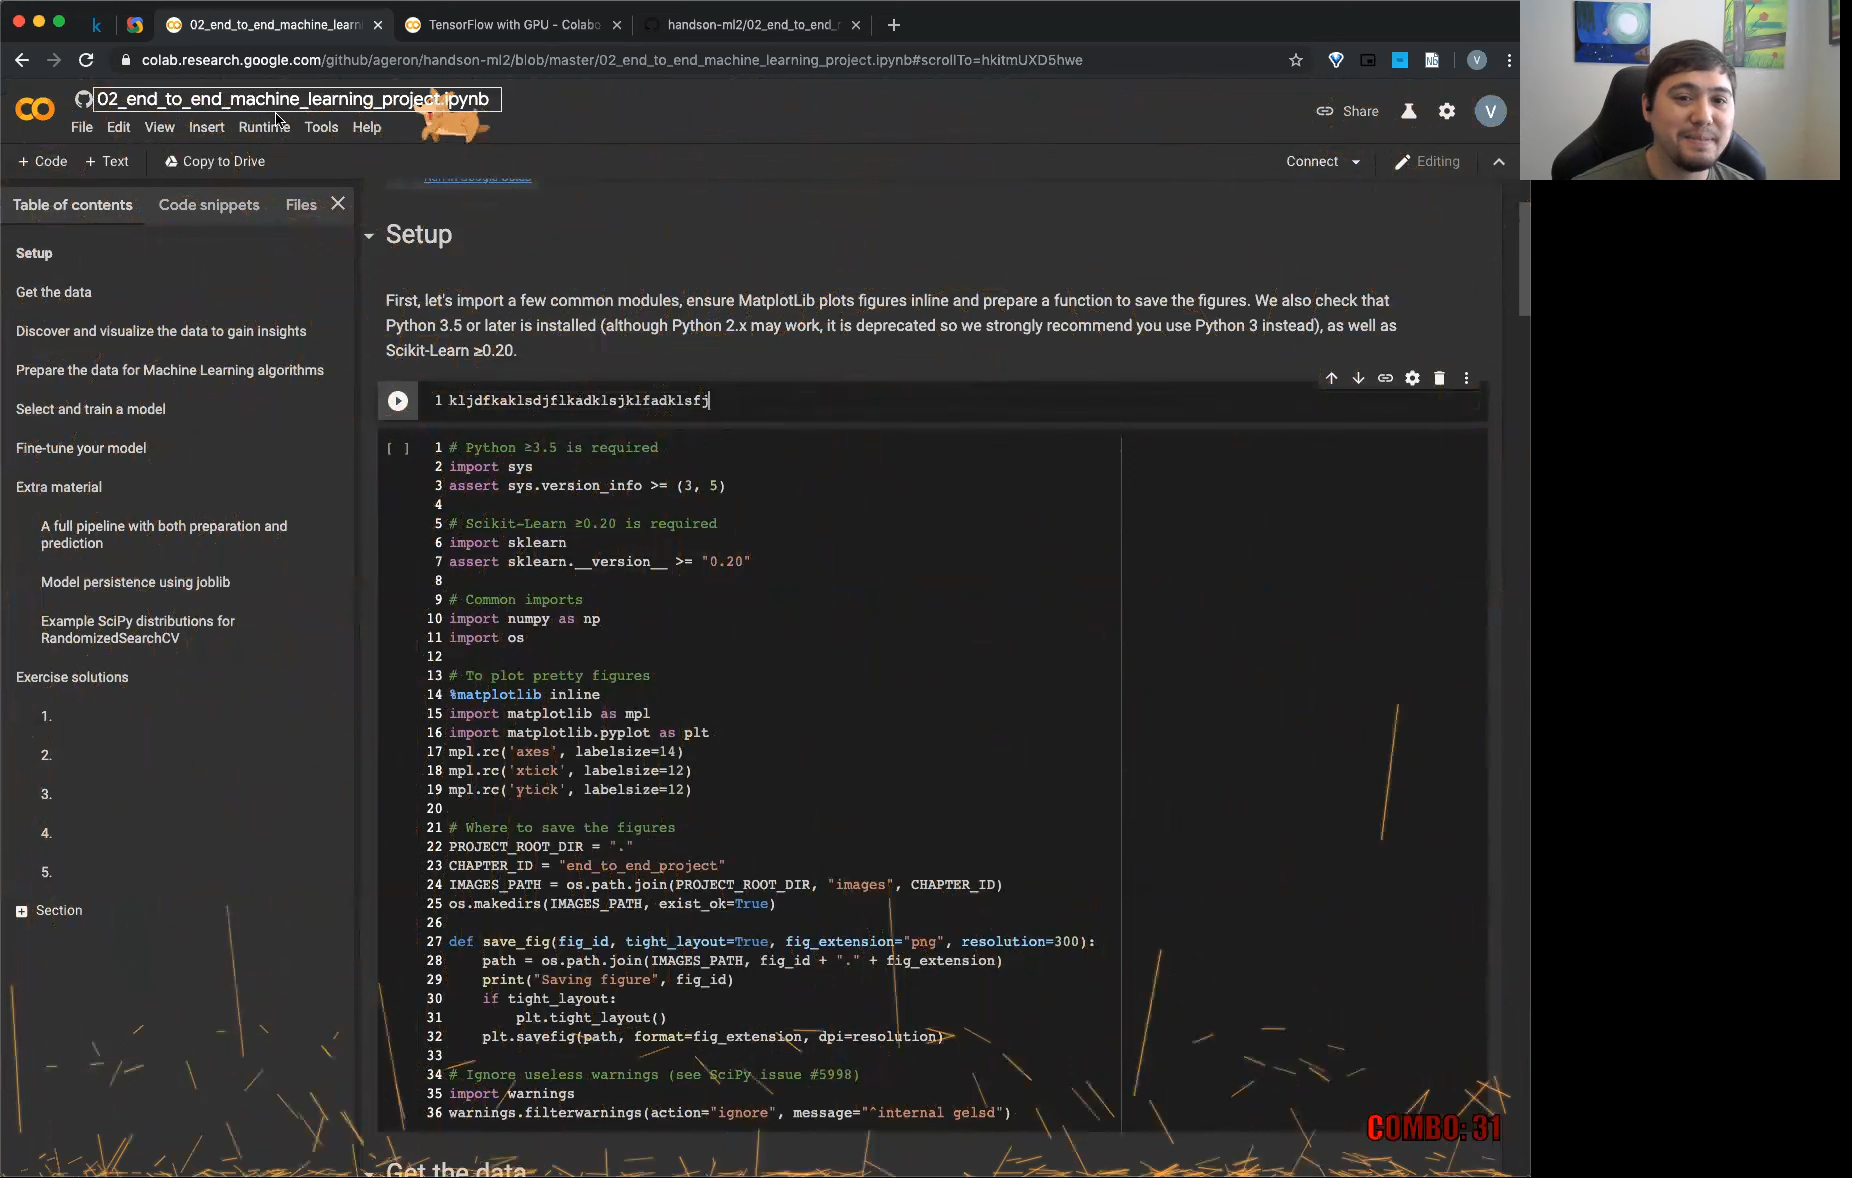 02_end_to_end_machine_learni
TensorFlow with GPU - Colabo
handson-ml2/02_end_to_end_r
colab.research.google.com/github/ageron/handson-ml2/blob/master/02_end_to_end_machine_learning_project.ipynb#scrollTo=hkitmUXD5hwe
02_end_to_end_machine_learning_project.ipynb
File Edit View Insert Runtime Tools Help
Share
V
+ Code + Text Copy to Drive
Connect
Editing
Table of contents Code snippets Files
Setup
Get the data
Discover and visualize the data to gain insights
Prepare the data for Machine Learning algorithms
Select and train a model
Fine-tune your model
Extra material
A full pipeline with both preparation and
prediction
Model persistence using joblib
Example SciPy distributions for
RandomizedSearchCV
Exercise solutions
1.
2.
3.
4.
5.
Section
Setup
First, let's import a few common modules, ensure MatplotLib plots figures inline and prepare a function to save the figures. We also check that
Python 3.5 or later is installed (although Python 2.x may work, it is deprecated so we strongly recommend you use Python 3 instead), as well as
Scikit-Learn ≥0.20.
1 kljdfkaklsdjflkadklsjklfadklsfj
[ ]
1 # Python ≥3.5 is required
2 import sys
3 assert sys.version_info >= (3, 5)
4
5 # Scikit-Learn ≥0.20 is required
6 import sklearn
7 assert sklearn.__version__ >= "0.20"
8
9 # Common imports
10 import numpy as np
11 import os
12
13 # To plot pretty figures
14 %matplotlib inline
15 import matplotlib as mpl
16 import matplotlib.pyplot as plt
17 mpl.rc('axes', labelsize=14)
18 mpl.rc('xtick', labelsize=12)
19 mpl.rc('ytick', labelsize=12)
20
21 # Where to save the figures
22 PROJECT_ROOT_DIR = "."
23 CHAPTER_ID = "end_to_end_project"
24 IMAGES_PATH = os.path.join(PROJECT_ROOT_DIR, "images", CHAPTER_ID)
25 os.makedirs(IMAGES_PATH, exist_ok=True)
26
27 def save_fig(fig_id, tight_layout=True, fig_extension="png", resolution=300):
28     path = os.path.join(IMAGES_PATH, fig_id + "." + fig_extension)
29     print("Saving figure", fig_id)
30     if tight_layout:
31         plt.tight_layout()
32     plt.savefig(path, format=fig_extension, dpi=resolution)
33
34 # Ignore useless warnings (see SciPy issue #5998)
35 import warnings
36 warnings.filterwarnings(action="ignore", message="^internal gelsd")
COMBO: 31
Get the data